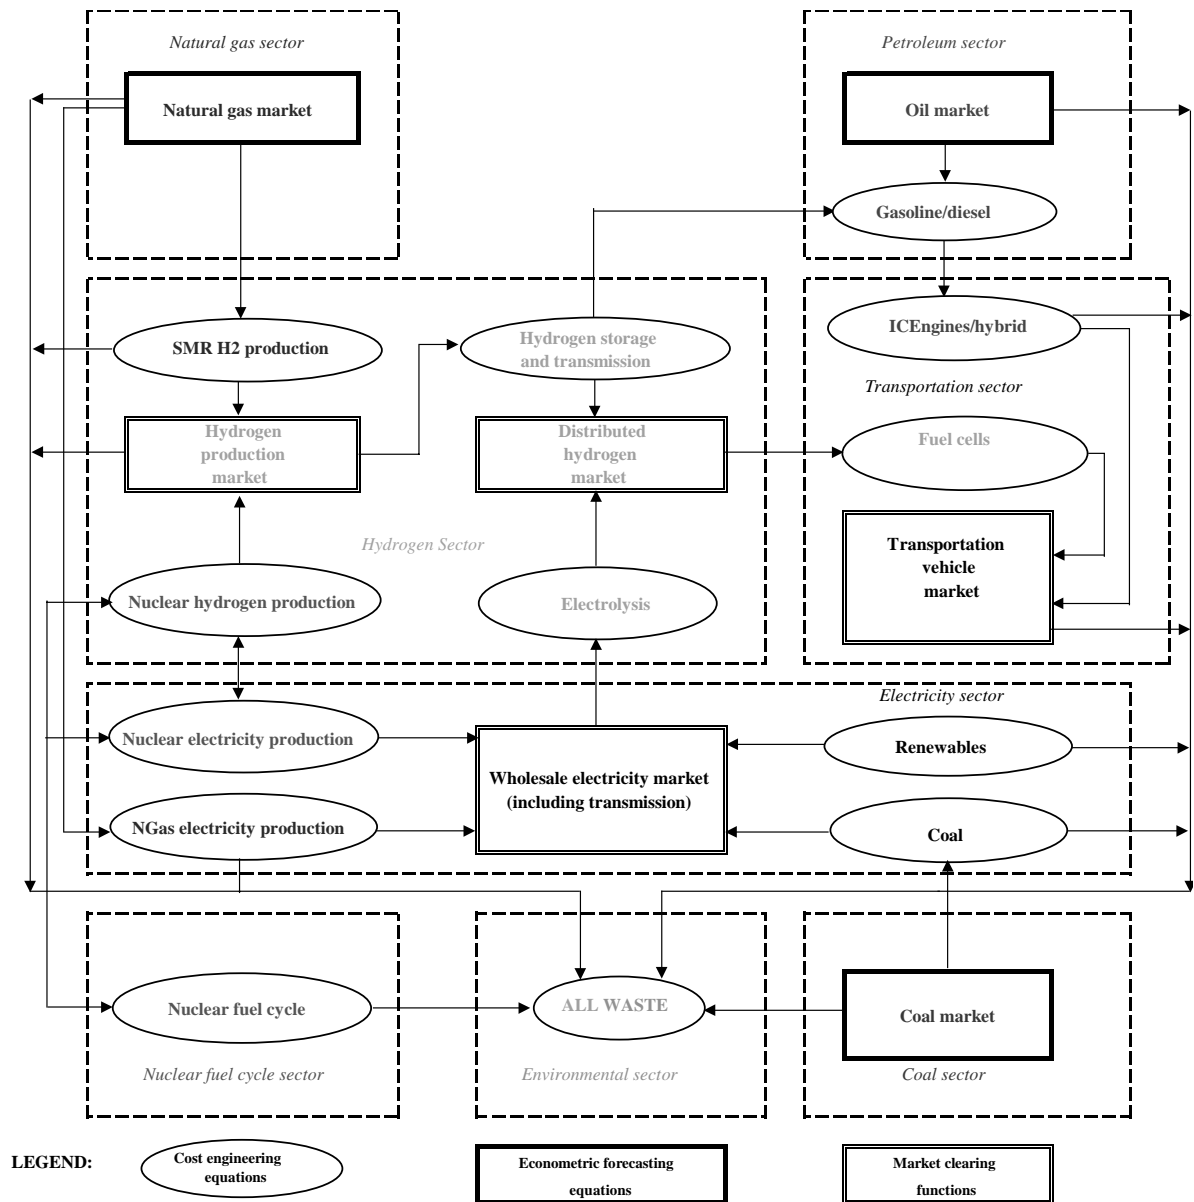 Natural gas sector
Petroleum sector
Natural gas market
Oil market
Gasoline/diesel
SMR H2 production
Hydrogen storage
and transmission
ICEngines/hybrid
Transportation sector
Hydrogen
production
market
Distributed
hydrogen
market
Fuel cells
Hydrogen Sector
Transportation
vehicle
market
Nuclear hydrogen production
Electrolysis
Electricity sector
Nuclear electricity production
Wholesale electricity market
(including transmission)
Renewables
NGas electricity production
Coal
Nuclear fuel cycle
ALL WASTE
Coal market
Nuclear fuel cycle sector
Environmental sector
Coal sector
LEGEND:
Cost engineering
equations
Econometric forecasting
equations
Market clearing
functions